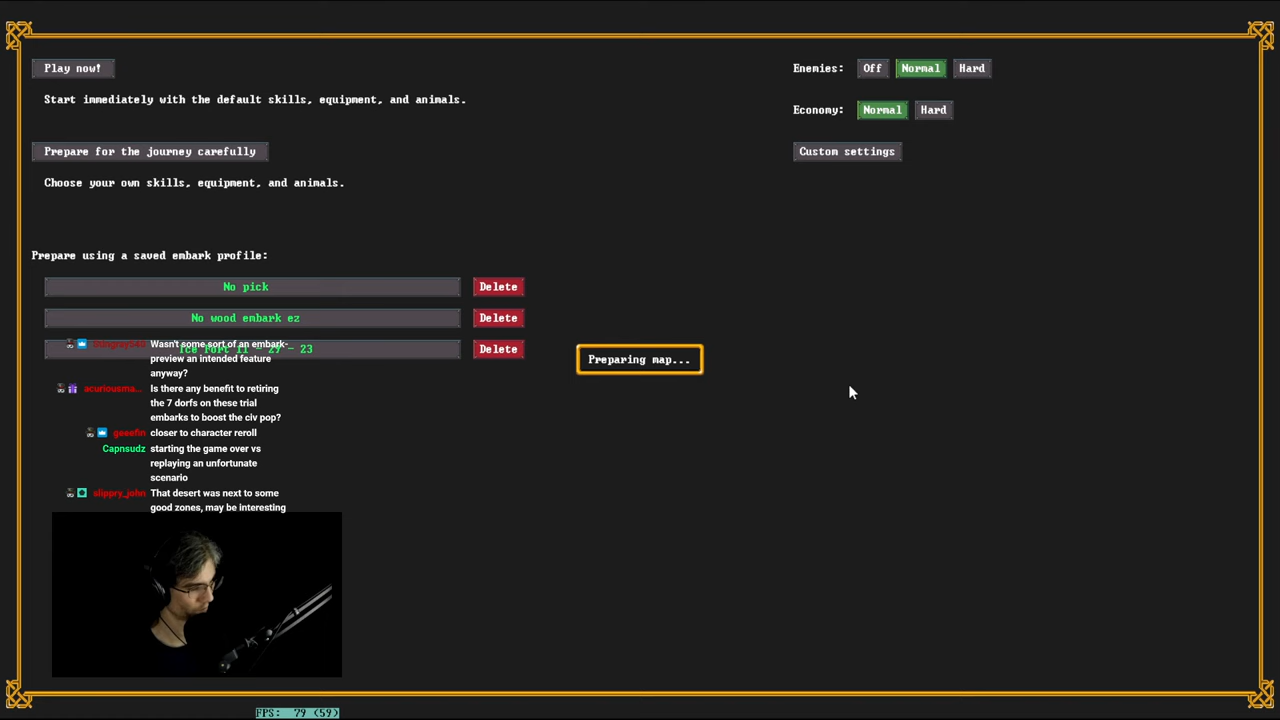 Play now!
Start immediately with the default skills, equipment, and animals.
Prepare for the journey carefully
Choose your own skills, equipment, and animals.
Enemies: Off Normal Hard
Economy: Normal Hard
Custom settings
Prepare using a saved embark profile:
No pick Delete
No wood embark ez Delete
Delete
Preparing map...
Wasn't some sort of an embark-
preview an intended feature
anyway?
acuriousma... Is there any benefit to retiring
the 7 dorfs on these trial
embarks to boost the civ pop?
closer to character reroll
Capnsudz starting the game over vs
replaying an unfortunate
scenario
slippry_john That desert was next to some
good zones, may be interesting
FPS: 79 (59)